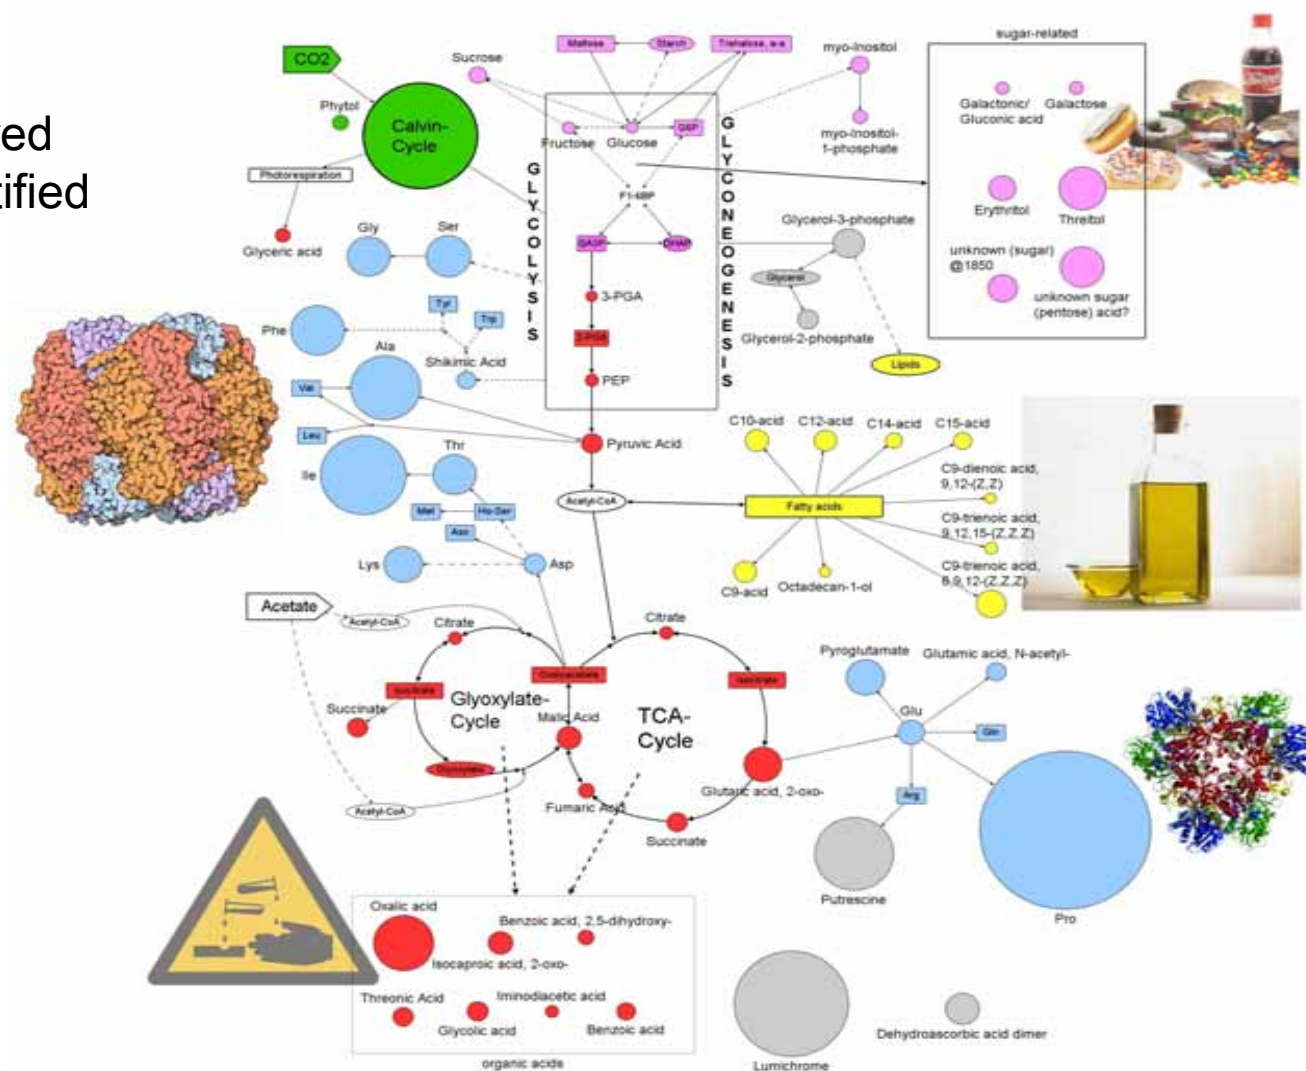 ed
tified
CO2
Phytol
Calvin-
Cycle
Photorespiration
Glyceric acid
Sucrose
Maltose
Starch
Trehalose, a-a
Fructose
Glucose
G6P
GLYCOLYSIS
GLYCONEOGENESIS
GA3P
DHAP
3-PGA
2-PGA
PEP
Pyruvic Acid
Acetyl-CoA
myo-Inositol
myo-Inositol-
1-phosphate
sugar-related
Galactonic/
Gluconic acid
Galactose
Erythritol
Threitol
unknown (sugar)
@1850
unknown sugar
(pentose) acid?
Glycerol-3-phosphate
Glycerol
Glycerol-2-phosphate
Lipids
Gly
Ser
Tyr
Trp
Phe
Shikimic Acid
Ala
Val
Leu
Ile
Thr
Met
Ho-Ser
Lys
Asp
C10-acid
C12-acid
C14-acid
C15-acid
C9-dienoic acid,
9,12-(Z,Z)
C9-trienoic acid,
9,12,15-(Z,Z,Z)
C9-trienoic acid,
6,9,12-(Z,Z,Z)
Fatty acids
C9-acid
Octadecan-1-ol
Acetate
Acetyl-CoA
Citrate
Isocitrate
Succinate
Glyoxylate-
Cycle
Glyoxylate
Acetyl-CoA
Oxaloacetate
Malic Acid
Fumaric Acid
Citrate
Isocitrate
TCA-
Cycle
Glutaric acid, 2-oxo-
Succinate
Pyroglutamate
Glutamic acid, N-acetyl-
Glu
Gln
Arg
Putrescine
Pro
Oxalic acid
Benzoic acid, 2,5-dihydroxy-
Isocaproic acid, 2-oxo-
Threonic Acid
Iminodiacetic acid
Glycolic acid
Benzoic acid
organic acids
Lumichrome
Dehydroascorbic acid dimer